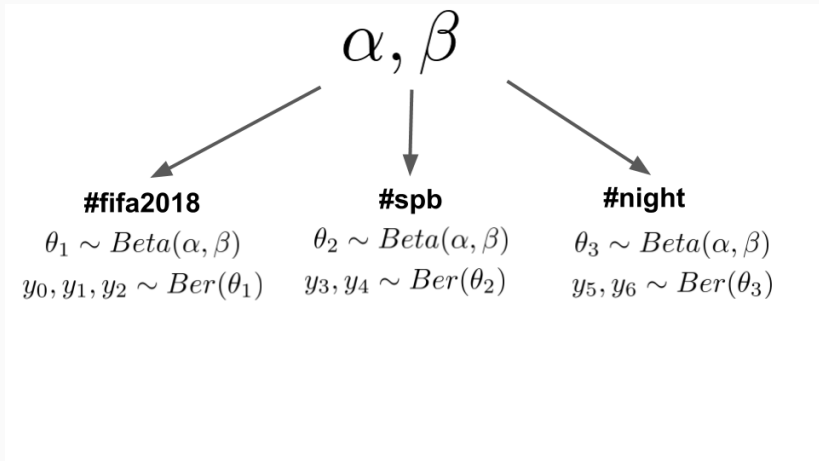 α, β
#fifa2018
θ₁ ~ Beta(α, β)
y₀, y₁, y₂ ~ Ber(θ₁)
#spb
θ₂ ~ Beta(α, β)
y₃, y₄ ~ Ber(θ₂)
#night
θ₃ ~ Beta(α, β)
y₅, y₆ ~ Ber(θ₃)